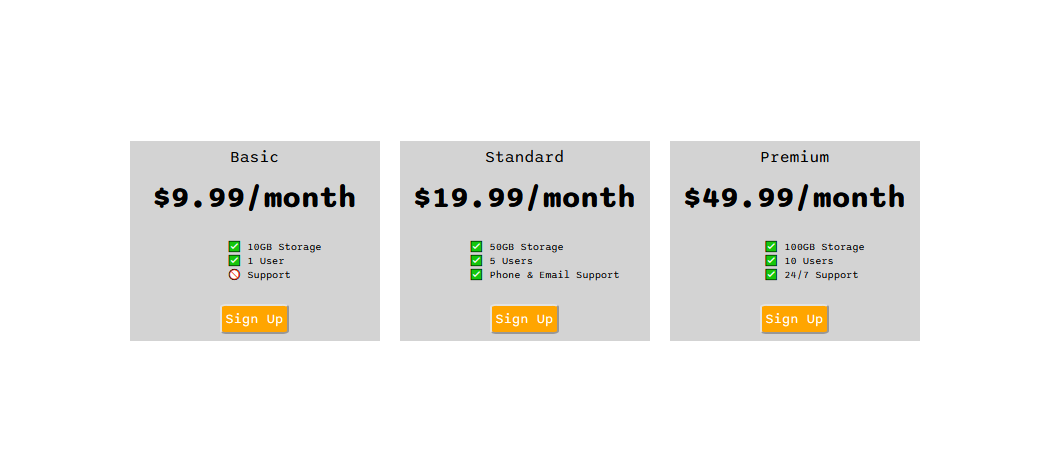 Basic
$9.99/month
10GB Storage
1 User
Support
Sign Up
Standard
$19.99/month
50GB Storage
5 Users
Phone & Email Support
Sign Up
Premium
$49.99/month
100GB Storage
10 Users
24/7 Support
Sign Up